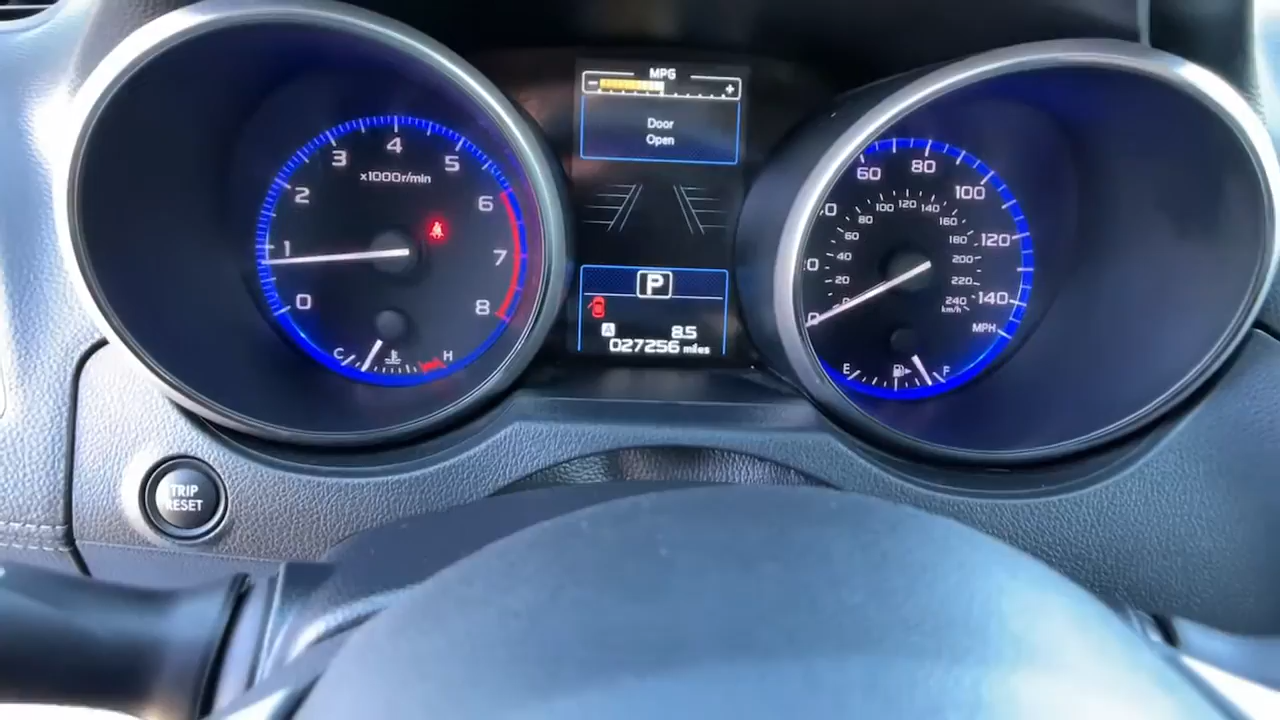 MPG
- +
Door
Open
0
1
2
3
4
5
6
7
8
x1000r/min
C H
P
A 8.5
027256 miles
60
80
100
120
140
MPH
0
20
40
60
80
100
120
140
160
180
200
220
240
km/h
E F
TRIP
RESET